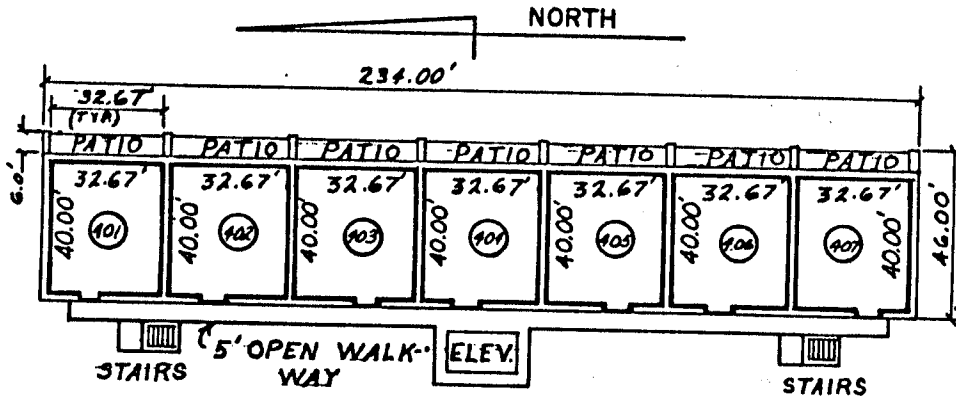 NORTH
234.00'
32.67'
(TYP)
PATIO PATIO PATIO PATIO PATIO PATIO PATIO
6.0'
32.67' 32.67' 32.67' 32.67' 32.67' 32.67' 32.67'
40.00' 401 40.00' 402 40.00' 403 40.00' 404 40.00' 405 40.00' 406 407 40.00'
46.00'
5' OPEN WALK-
WAY
ELEV.
STAIRS
STAIRS